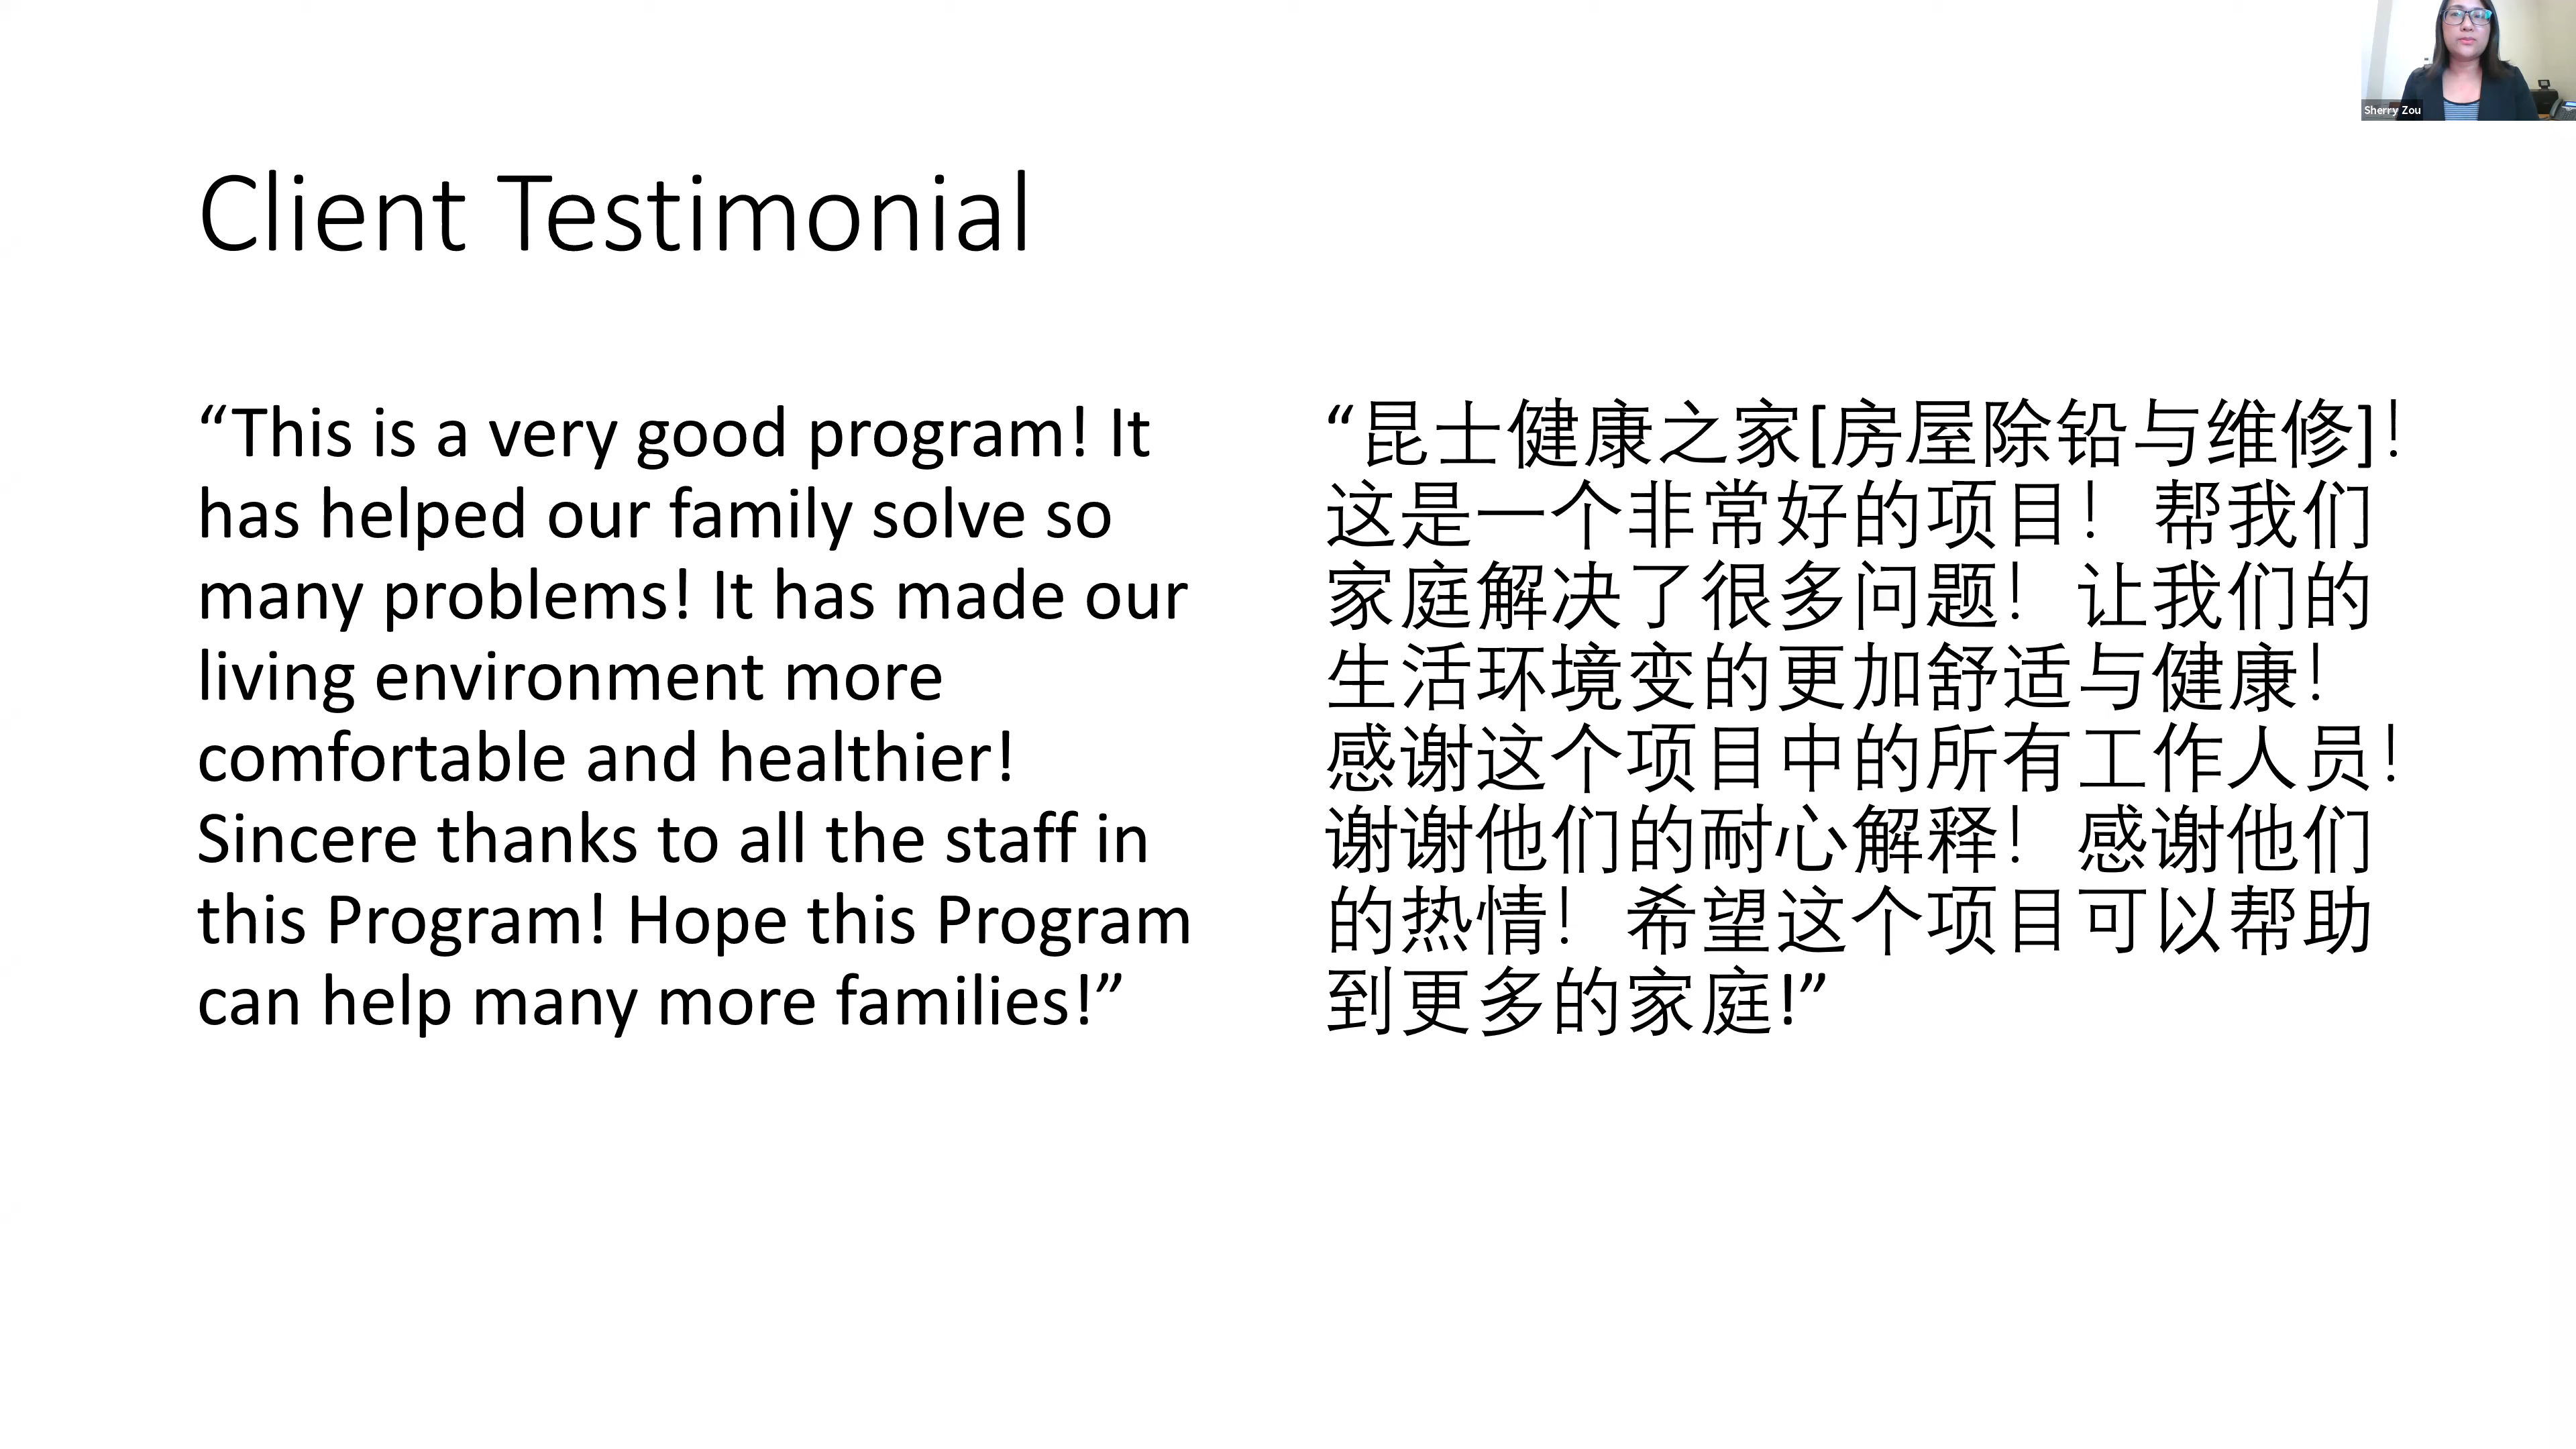 Sherry Zou
Client Testimonial
“This is a very good program! It
has helped our family solve so
many problems! It has made our
living environment more
comfortable and healthier!
Sincere thanks to all the staff in
this Program! Hope this Program
can help many more families!”
“昆士健康之家[房屋除铅与维修]！
这是一个非常好的项目！帮我们
家庭解决了很多问题！让我们的
生活环境变的更加舒适与健康！
感谢这个项目中的所有工作人员！
谢谢他们的耐心解释！感谢他们
的热情！希望这个项目可以帮助
到更多的家庭!”